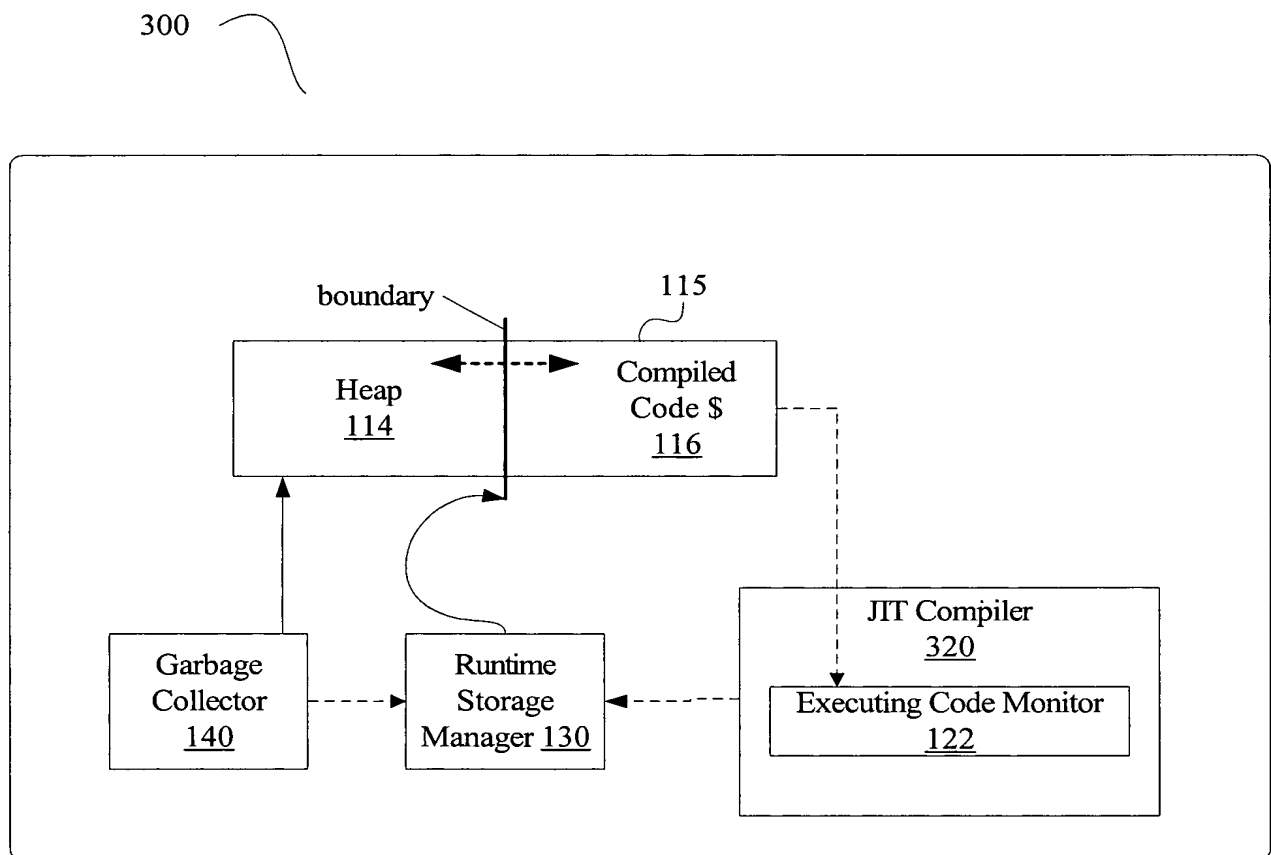 300
boundary
115
Heap
114
Compiled
Code $
116
JIT Compiler
320
Executing Code Monitor
122
Garbage
Collector
140
Runtime
Storage
Manager 130